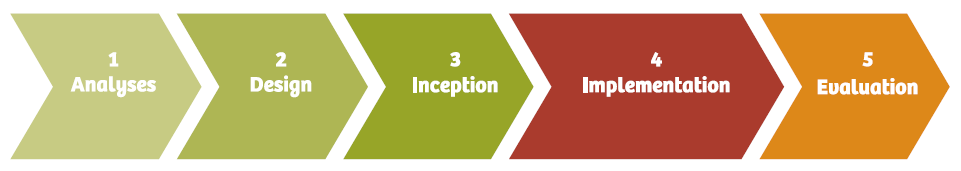 1
Analyses
2
Design
3
Inception
4
Implementation
5
Evaluation